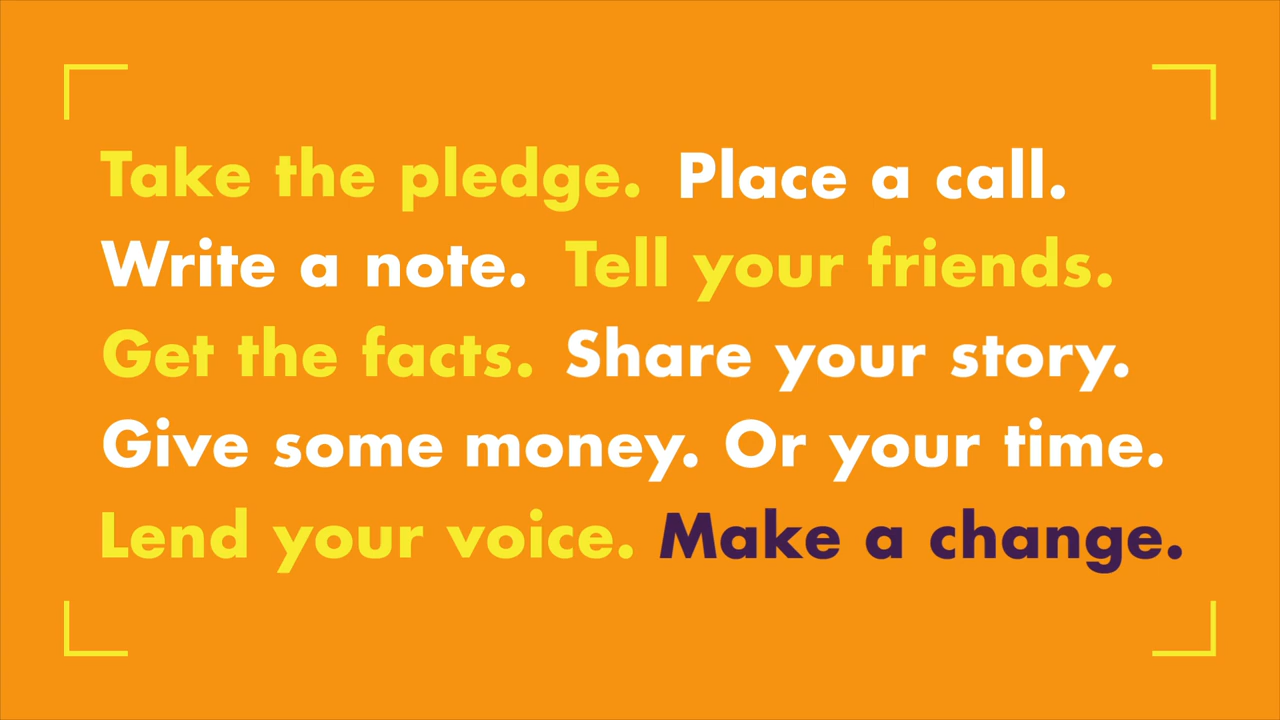 Take the pledge. Place a call.
Write a note. Tell your friends.
Get the facts. Share your story.
Give some money. Or your time.
Lend your voice. Make a change.